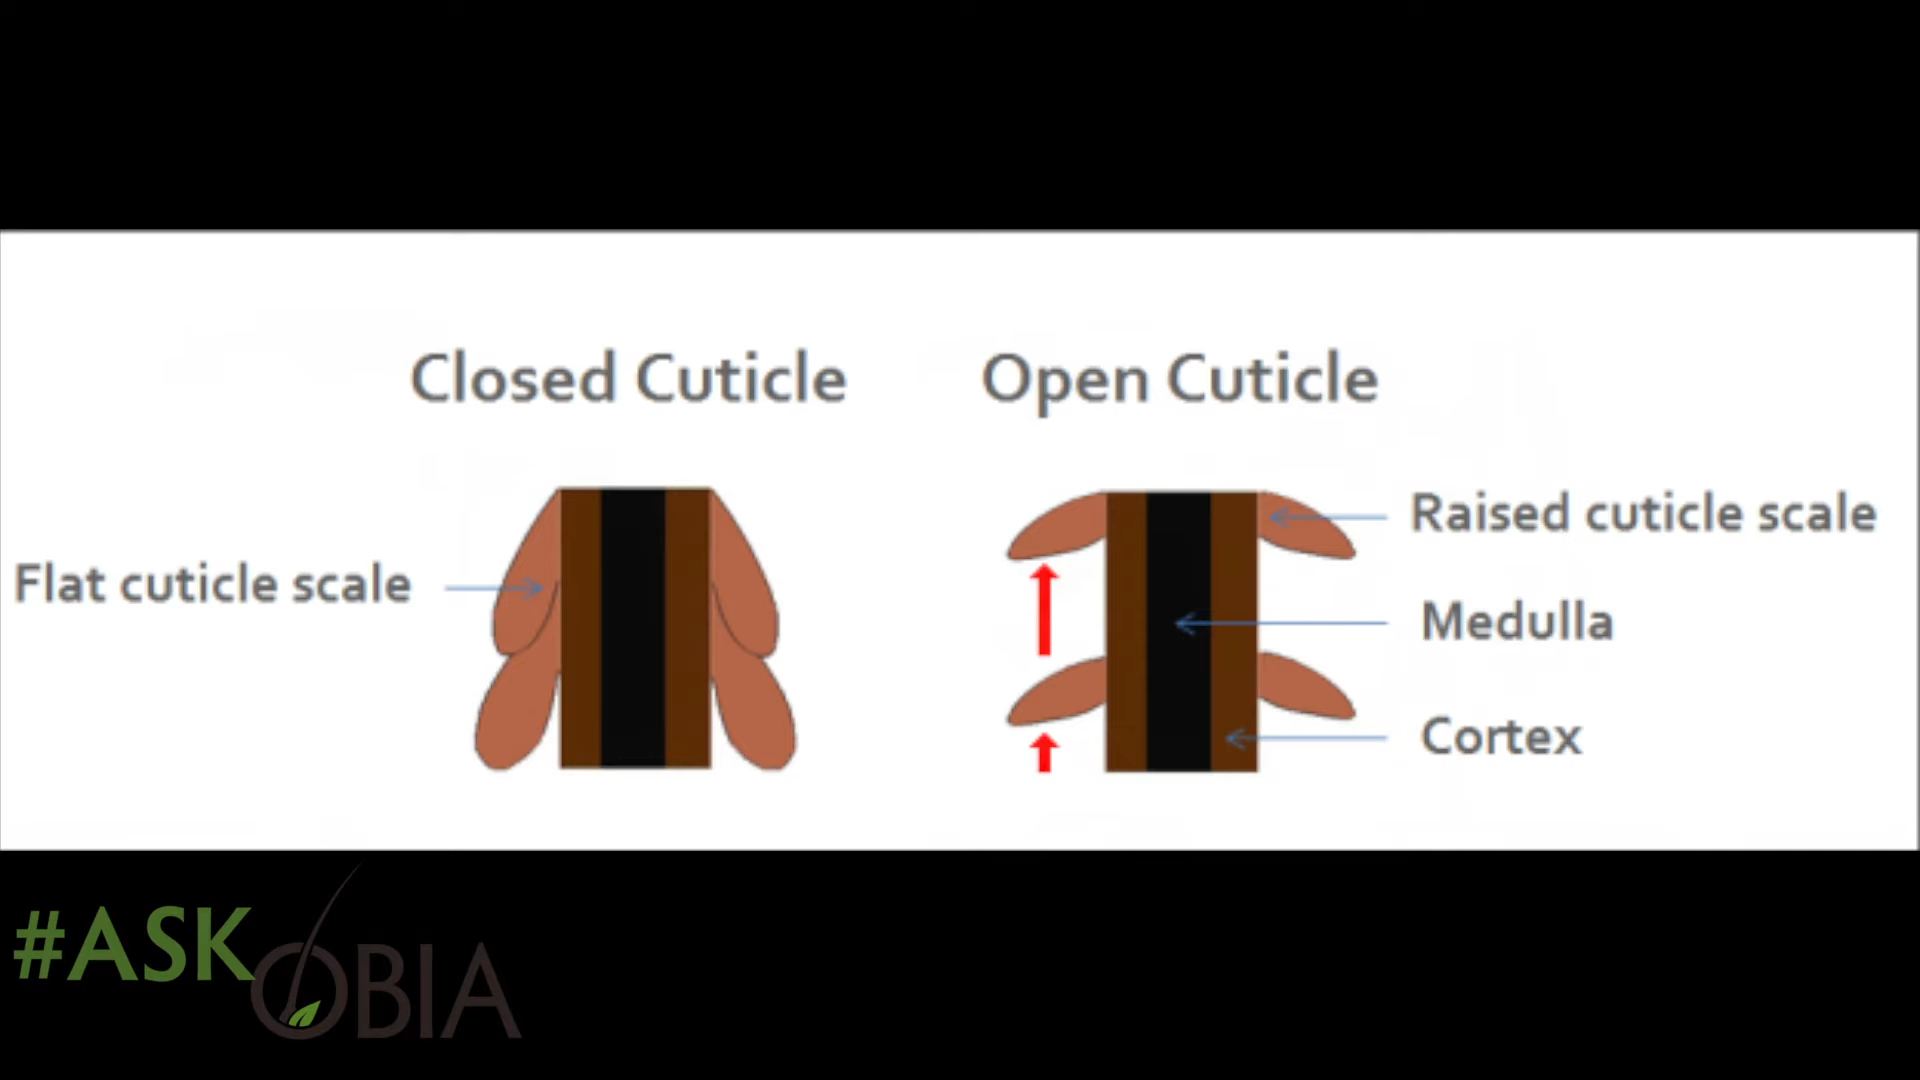 Closed Cuticle
Open Cuticle
Flat cuticle scale
Raised cuticle scale
Medulla
Cortex
#ASK OBIA